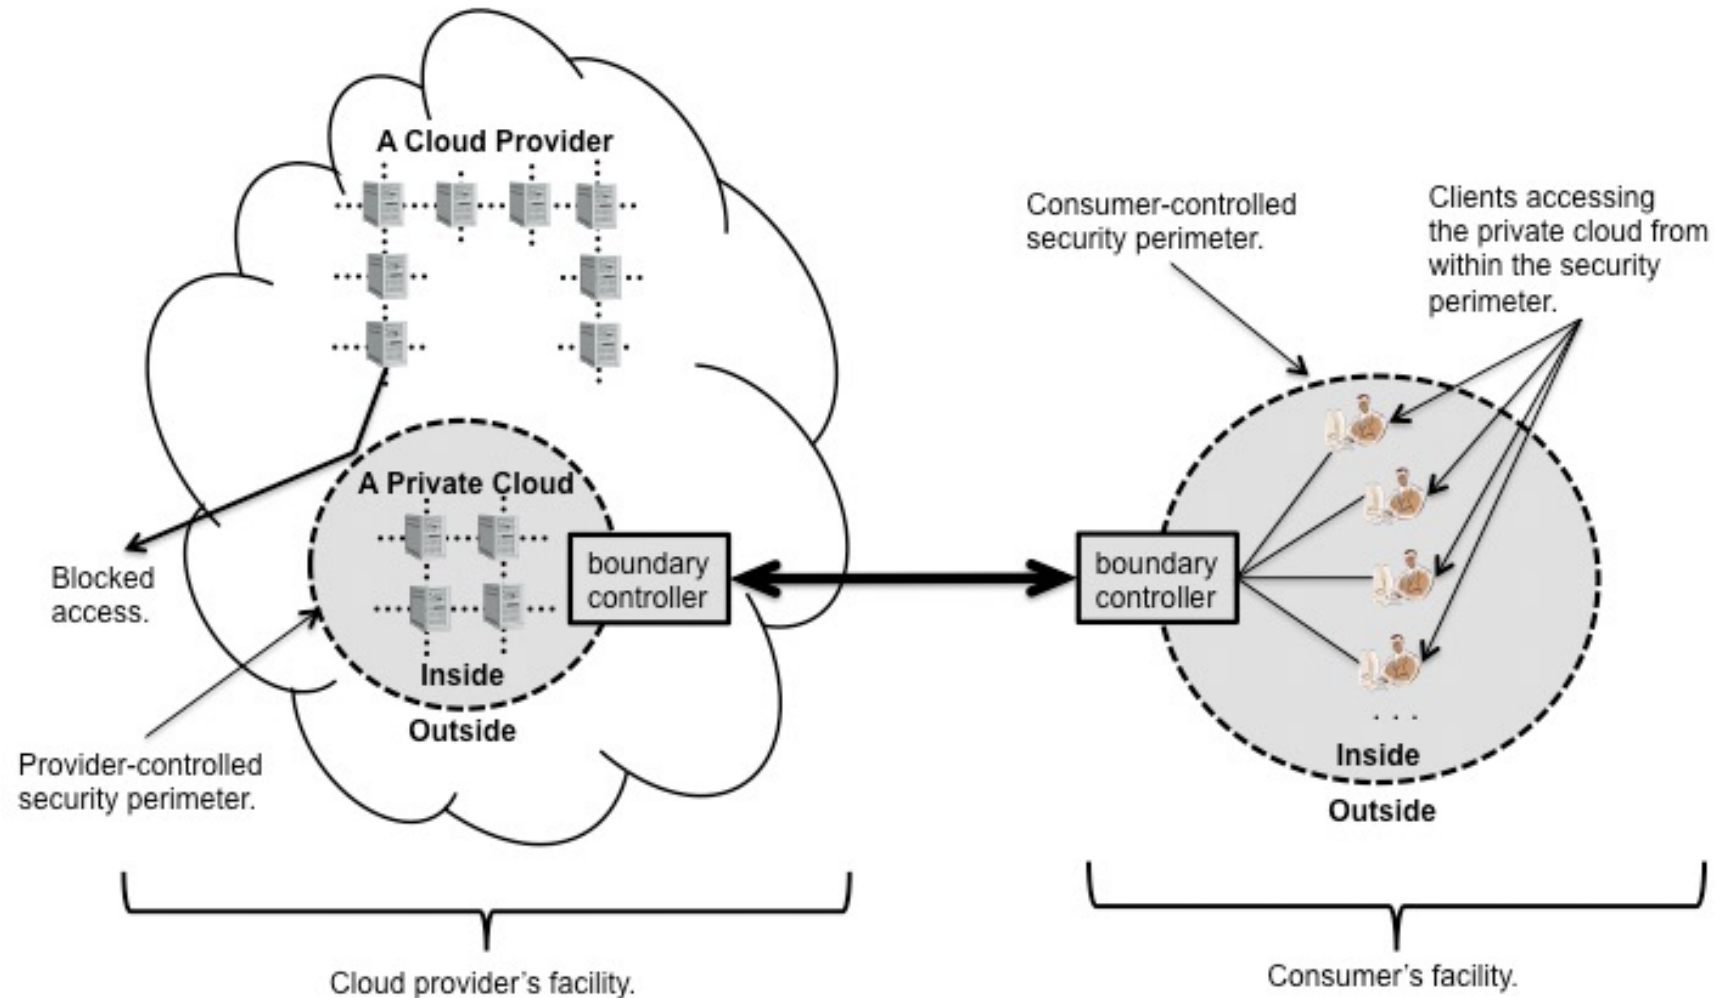 A Cloud Provider
Consumer-controlled
security perimeter.
Clients accessing
the private cloud from
within the security
perimeter.
A Private Cloud
boundary
controller
boundary
controller
Blocked
access.
Inside
Outside
Provider-controlled
security perimeter.
. . .
Inside
Outside
Cloud provider’s facility.
Consumer’s facility.